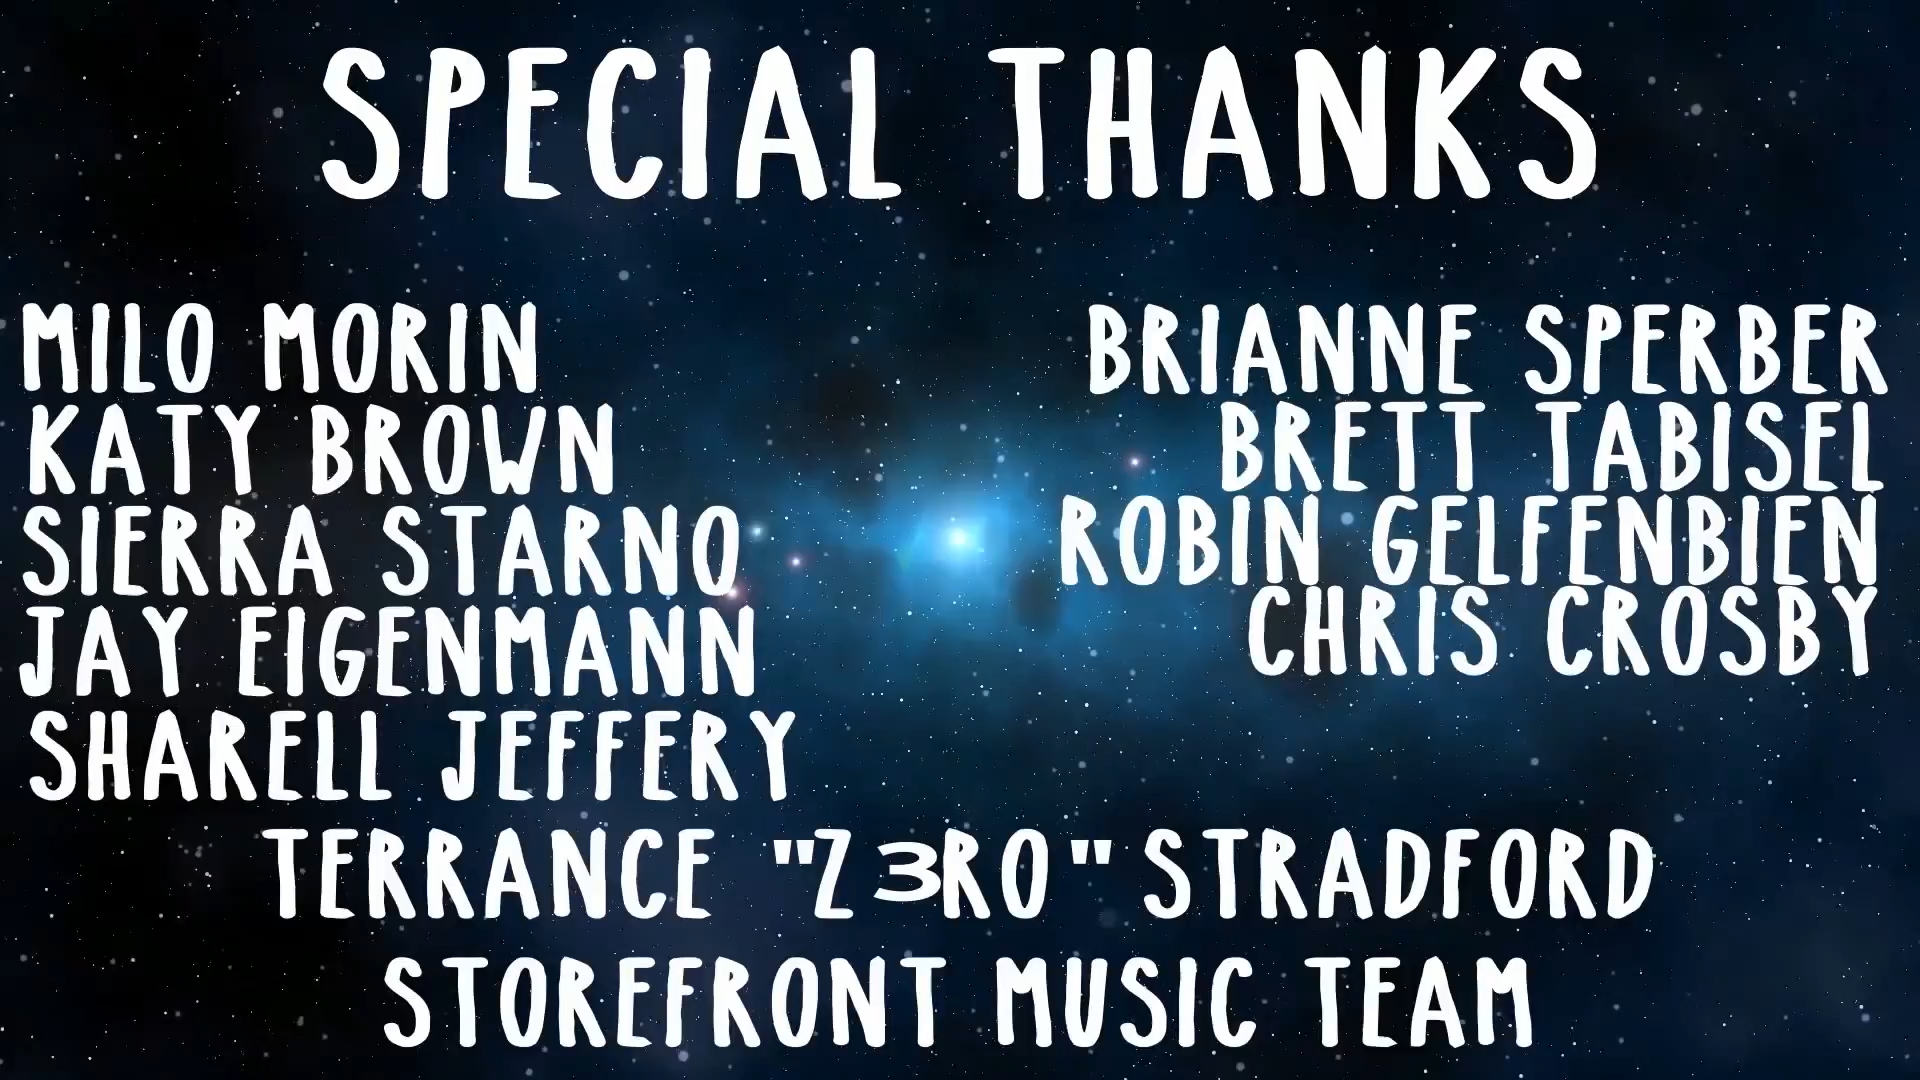 SPECIAL THANKS
MILO MORIN
KATY BROWN
SIERRA STARNO
JAY EIGENMANN
SHARELL JEFFERY
BRIANNE SPERBER
BRETT TABISEL
ROBIN GELFENBIEN
CHRIS CROSBY
TERRANCE "Z3RO" STRADFORD
STOREFRONT MUSIC TEAM